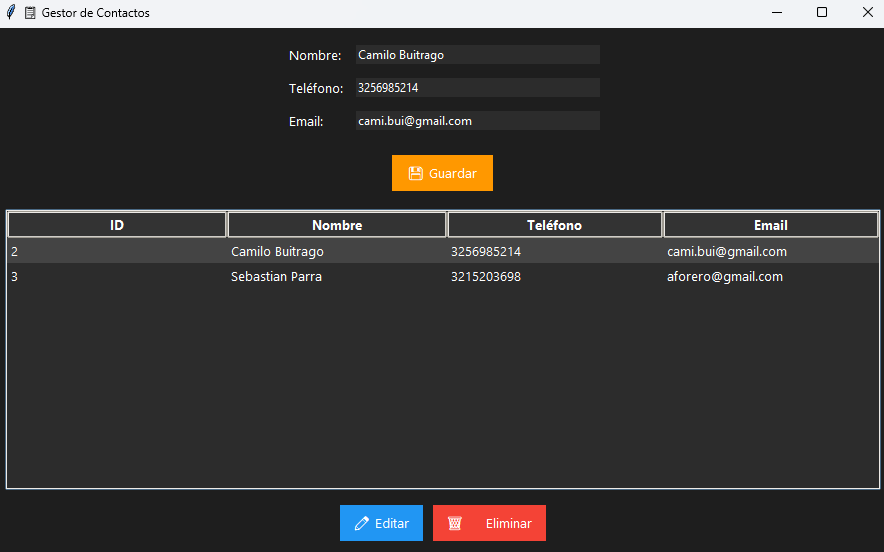 Gestor de Contactos
Nombre: Camilo Buitrago
Teléfono: 3256985214
Email: cami.bui@gmail.com
Guardar
ID Nombre Teléfono Email
2 Camilo Buitrago 3256985214 cami.bui@gmail.com
3 Sebastian Parra 3215203698 aforero@gmail.com
Editar Eliminar